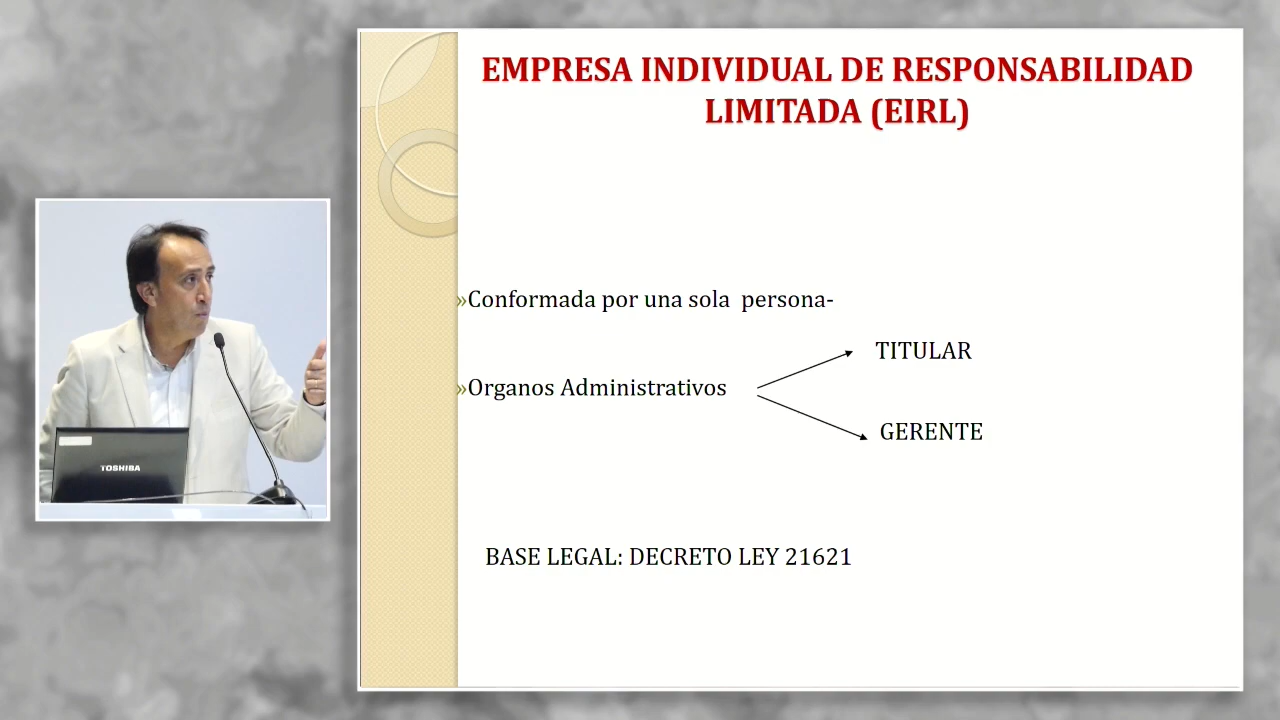 EMPRESA INDIVIDUAL DE RESPONSABILIDAD
LIMITADA (EIRL)
»Conformada por una sola persona-
TITULAR
»Organos Administrativos
GERENTE
BASE LEGAL: DECRETO LEY 21621
TOSHIBA